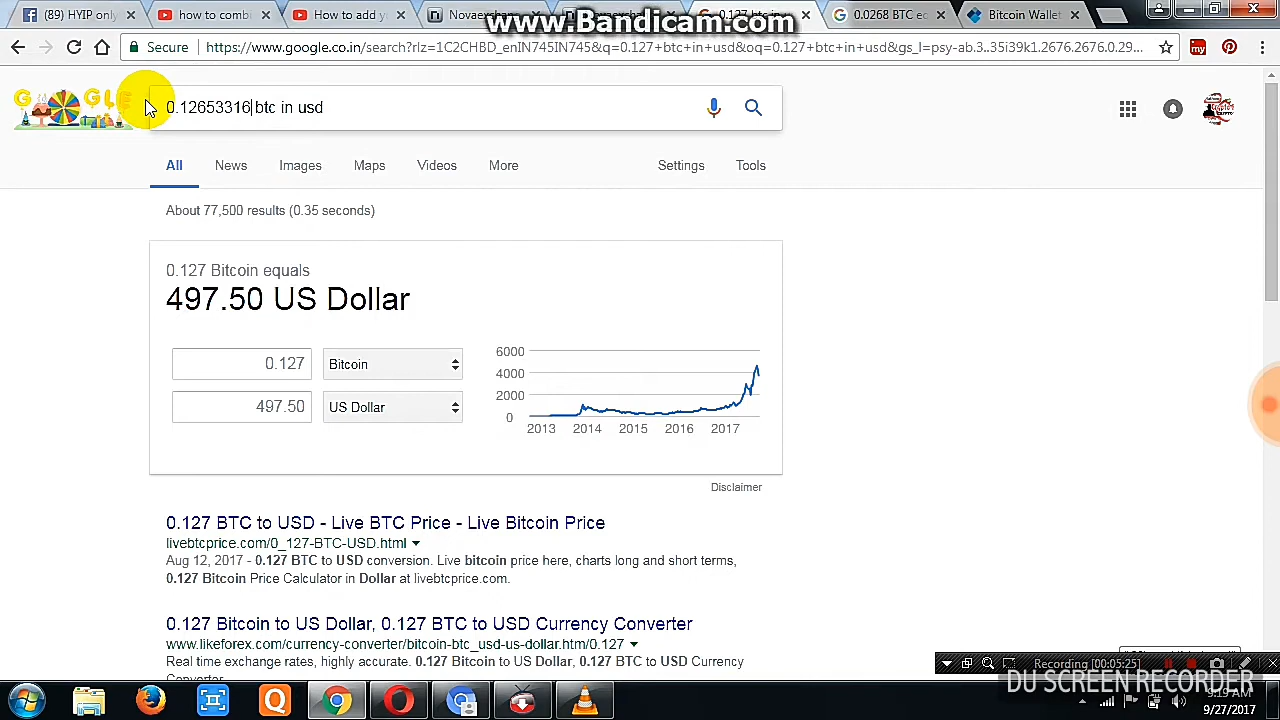 www.Bandicam.com
(89) HYIP onl
how to comb
How to add y
Novaer
0.0268 BTC e
Bitcoin Wallet
Secure
https://www.google.co.in/search?rlz=1C2CHBD_enIN745IN745&q=0.127+btc+in+usd&oq=0.127+btc+in+usd&gs_l=psy-ab.3..35i39k1.2676.2676.0.29...
my
GOOGLE
0.12653316 btc in usd
All
News
Images
Maps
Videos
More
Settings
Tools
About 77,500 results (0.35 seconds)
0.127 Bitcoin equals
497.50 US Dollar
0.127
Bitcoin
497.50
US Dollar
6000
4000
2000
0
2013
2014
2015
2016
2017
Disclaimer
0.127 BTC to USD - Live BTC Price - Live Bitcoin Price
livebtcprice.com/0_127-BTC-USD.html
Aug 12, 2017 - 0.127 BTC to USD conversion. Live bitcoin price here, charts long and short terms,
0.127 Bitcoin Price Calculator in Dollar at livebtcprice.com.
0.127 Bitcoin to US Dollar, 0.127 BTC to USD Currency Converter
www.likeforex.com/currency-converter/bitcoin-btc_usd-us-dollar.htm/0.127
Real time exchange rates, highly accurate. 0.127 Bitcoin to US Dollar, 0.127 BTC to USD Currency
Converter
Recording [00:05:25]
DU SCREEN RECORDER
9:19 AM
9/27/2017